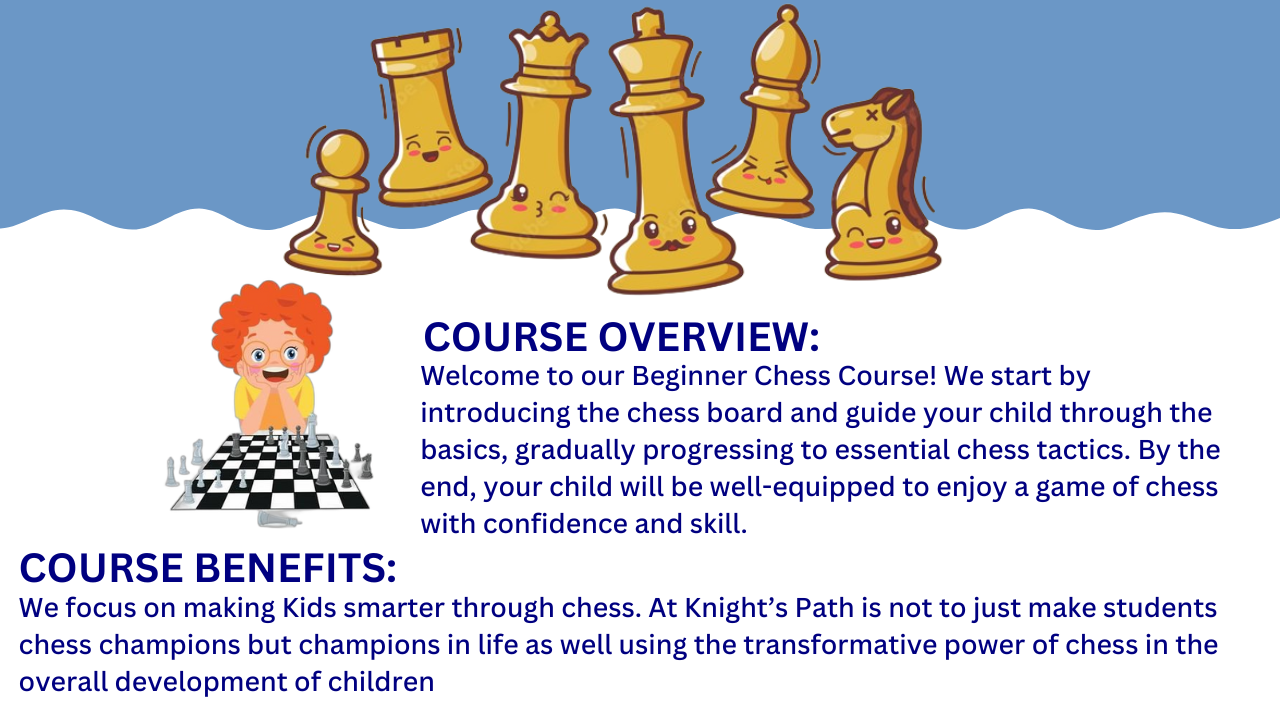 COURSE OVERVIEW:
Welcome to our Beginner Chess Course! We start by
introducing the chess board and guide your child through the
basics, gradually progressing to essential chess tactics. By the
end, your child will be well-equipped to enjoy a game of chess
with confidence and skill.
COURSE BENEFITS:
We focus on making Kids smarter through chess. At Knight’s Path is not to just make students
chess champions but champions in life as well using the transformative power of chess in the
overall development of children